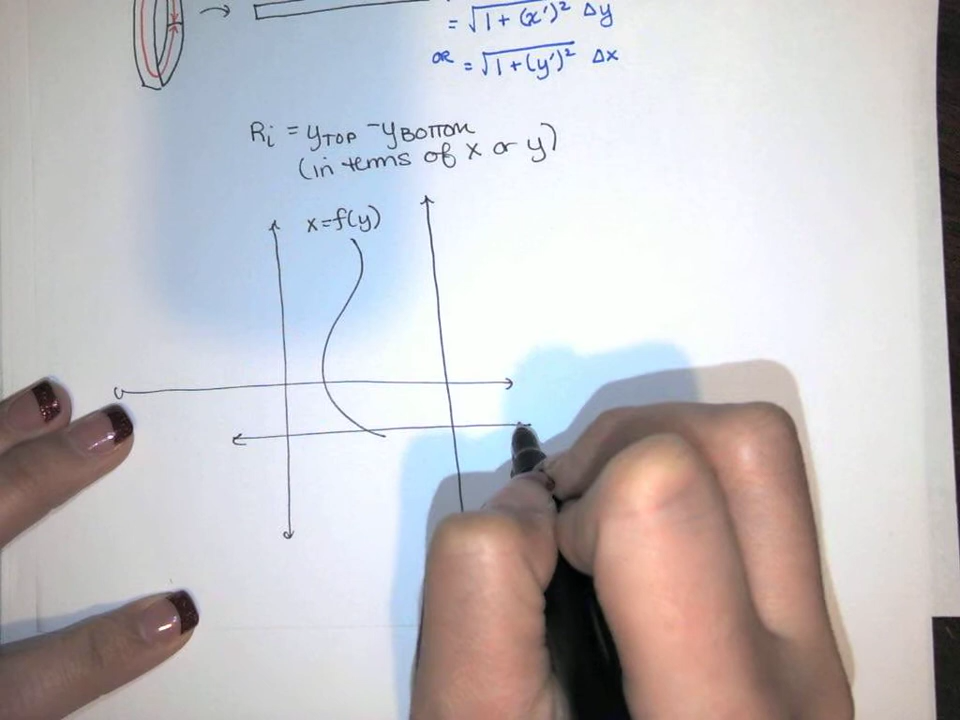 = √1 + (x')² Δy
OR = √1 + (y')² Δx
Ri = yTOP - yBOTTOM
(in terms of x or y)
x=f(y)